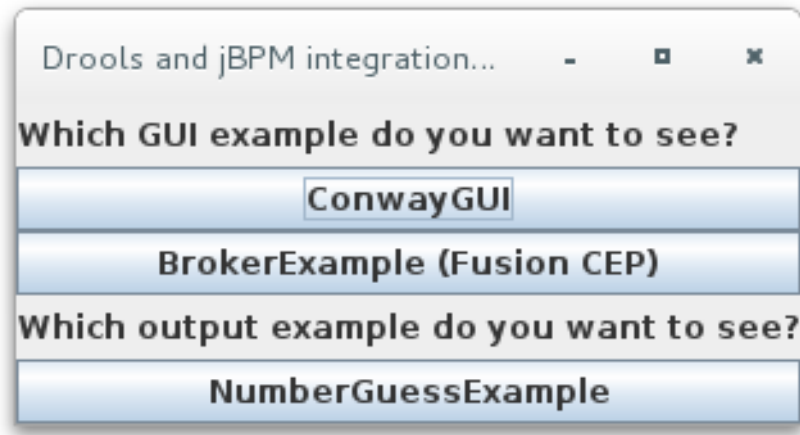 Drools and jBPM integration...
Which GUI example do you want to see?
ConwayGUI
BrokerExample (Fusion CEP)
Which output example do you want to see?
NumberGuessExample